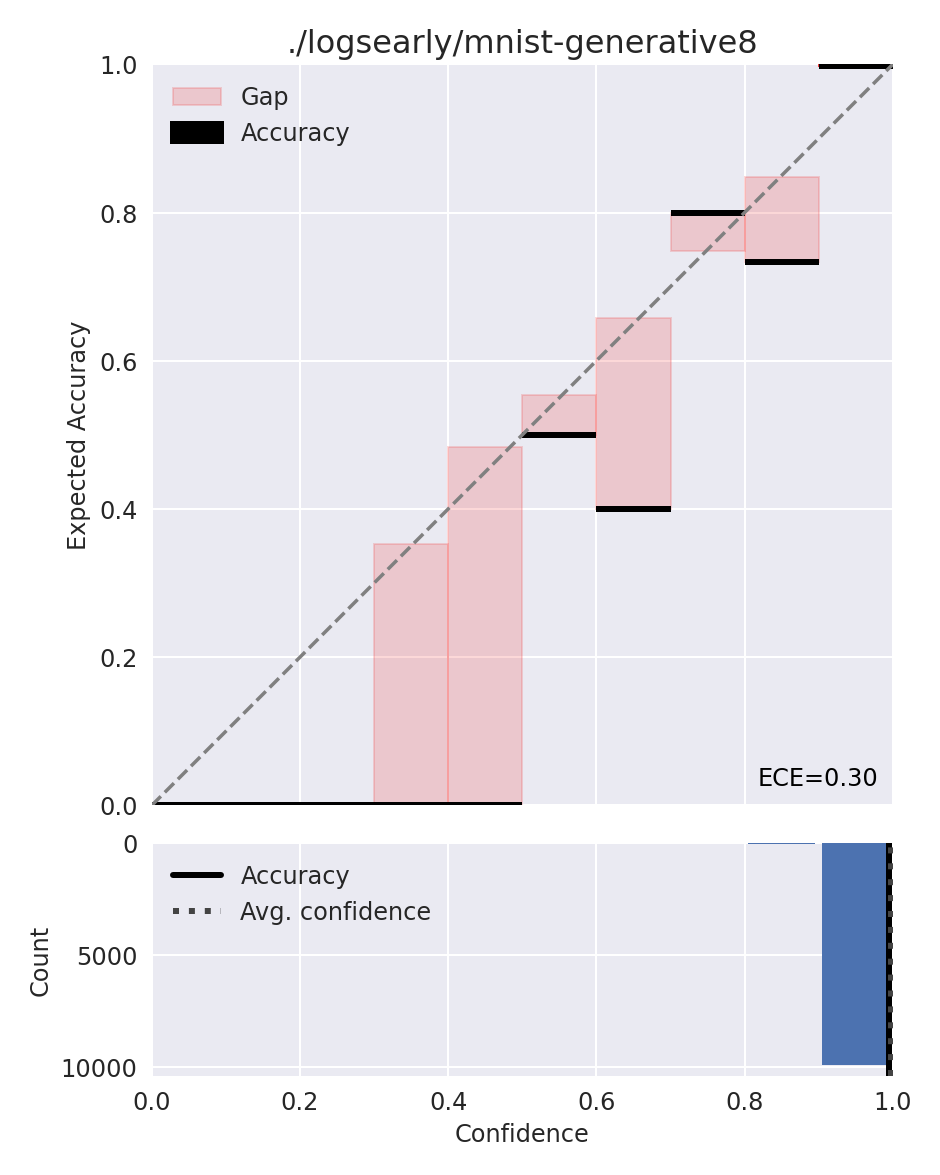 ./logsearly/mnist-generative8
1.0
Gap
Accuracy
0.8
0.6
Expected Accuracy
0.4
0.2
ECE=0.30
0.0
0
Accuracy
Avg. confidence
Count
5000
10000
0.0 0.2 0.4 0.6 0.8 1.0
Confidence